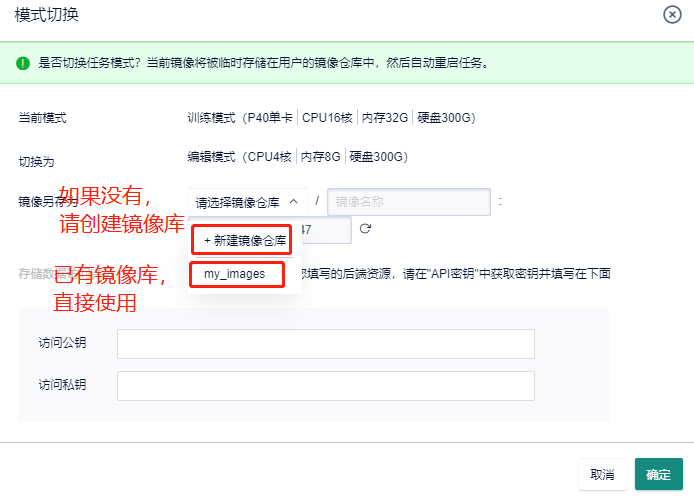 模式切换
是否切换任务模式？当前镜像将被临时存储在用户的镜像仓库中，然后自动重启任务。
当前模式 训练模式（P40单卡 CPU16核 内存32G 硬盘300G）
切换为 编辑模式（CPU4核 内存8G 硬盘300G）
镜像另存为 请选择镜像仓库 / 镜像名称 :
如果没有，
请创建镜像库
47
+ 新建镜像仓库
my_images
已有镜像库，
直接使用
存储数据
填写的后端资源，请在"API密钥"中获取密钥并填写在下面
访问公钥
访问私钥
取消 确定